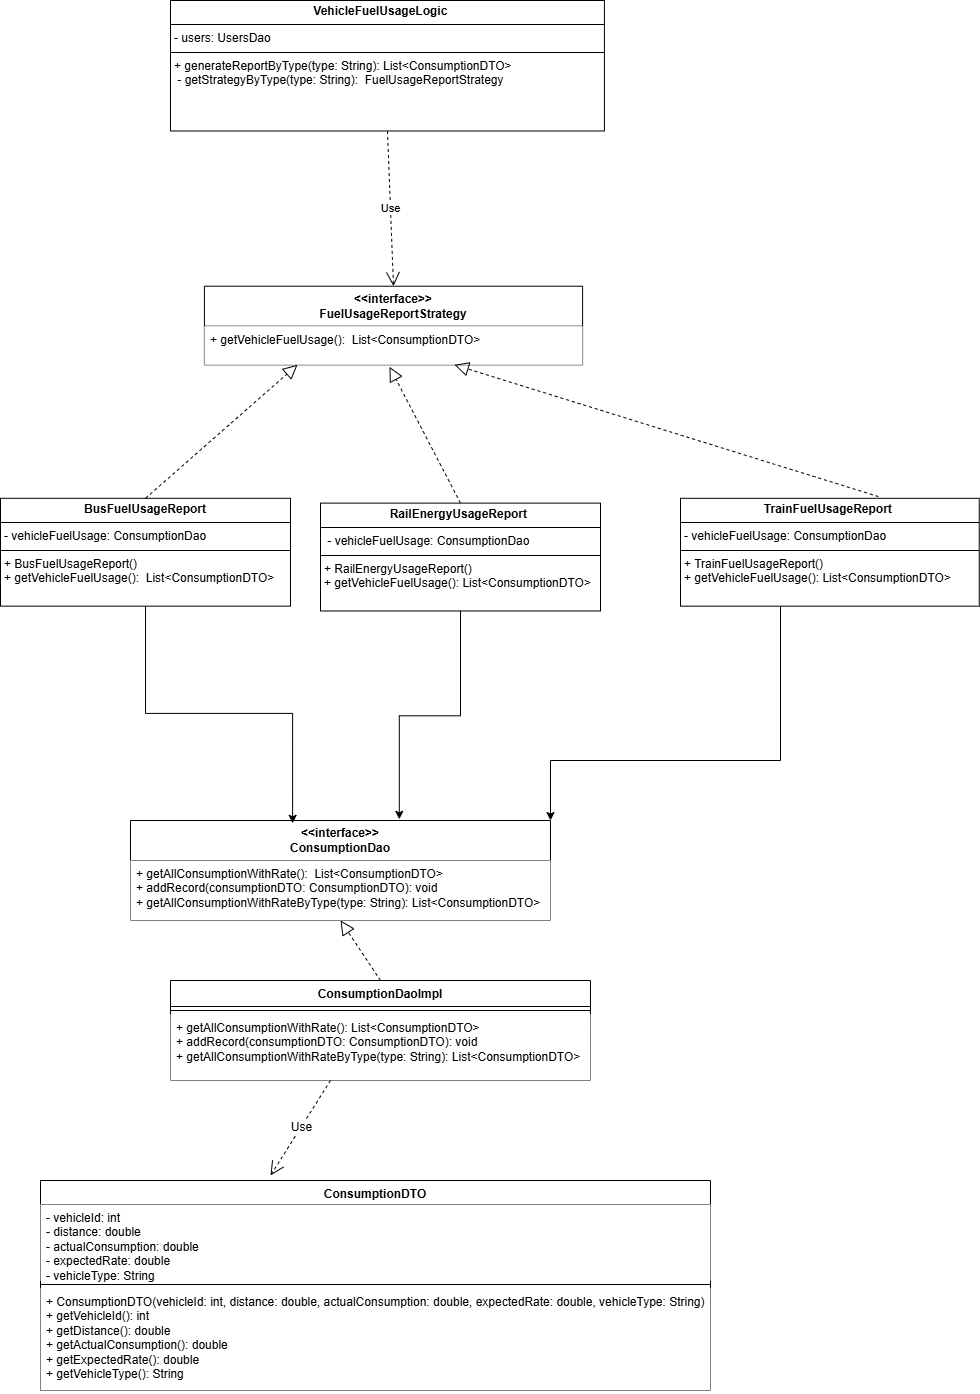 VehicleFuelUsageLogic
- users: UsersDao
+ generateReportByType(type: String): List<ConsumptionDTO>
- getStrategyByType(type: String): FuelUsageReportStrategy
Use
<<interface>>
FuelUsageReportStrategy
+ getVehicleFuelUsage(): List<ConsumptionDTO>
BusFuelUsageReport
- vehicleFuelUsage: ConsumptionDao
+ BusFuelUsageReport()
+ getVehicleFuelUsage(): List<ConsumptionDTO>
RailEnergyUsageReport
- vehicleFuelUsage: ConsumptionDao
+ RailEnergyUsageReport()
+ getVehicleFuelUsage(): List<ConsumptionDTO>
TrainFuelUsageReport
- vehicleFuelUsage: ConsumptionDao
+ TrainFuelUsageReport()
+ getVehicleFuelUsage(): List<ConsumptionDTO>
<<interface>>
ConsumptionDao
+ getAllConsumptionWithRate(): List<ConsumptionDTO>
+ addRecord(consumptionDTO: ConsumptionDTO): void
+ getAllConsumptionWithRateByType(type: String): List<ConsumptionDTO>
ConsumptionDaoImpl
+ getAllConsumptionWithRate(): List<ConsumptionDTO>
+ addRecord(consumptionDTO: ConsumptionDTO): void
+ getAllConsumptionWithRateByType(type: String): List<ConsumptionDTO>
Use
ConsumptionDTO
- vehicleId: int
- distance: double
- actualConsumption: double
- expectedRate: double
- vehicleType: String
+ ConsumptionDTO(vehicleId: int, distance: double, actualConsumption: double, expectedRate: double, vehicleType: String)
+ getVehicleId(): int
+ getDistance(): double
+ getActualConsumption(): double
+ getExpectedRate(): double
+ getVehicleType(): String